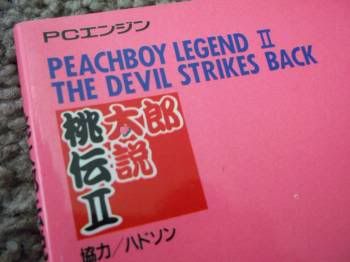 PCエンジン
PEACHBOY LEGEND II
THE DEVIL STRIKES BACK
桃太郎
伝説II
協力/ハドソン